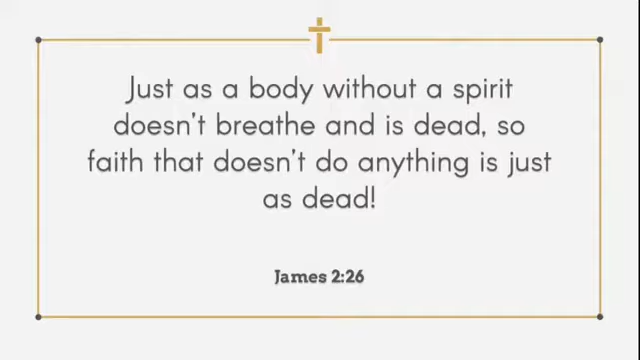 Just as a body without a spirit
doesn't breathe and is dead, so
faith that doesn't do anything is just
as dead!
James 2:26